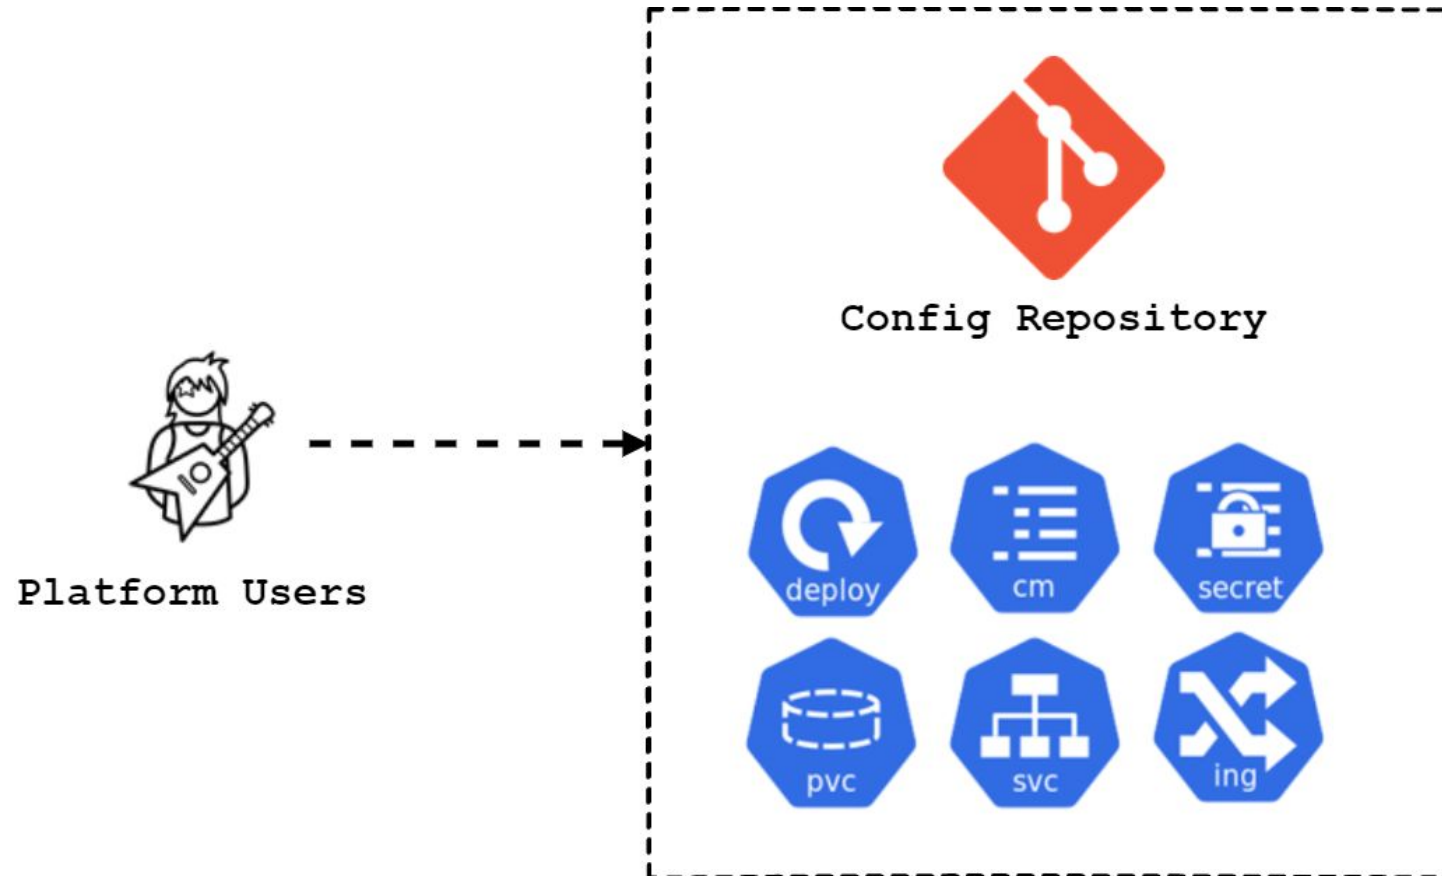 Config Repository
Platform Users
deploy
cm
secret
pvc
svc
ing